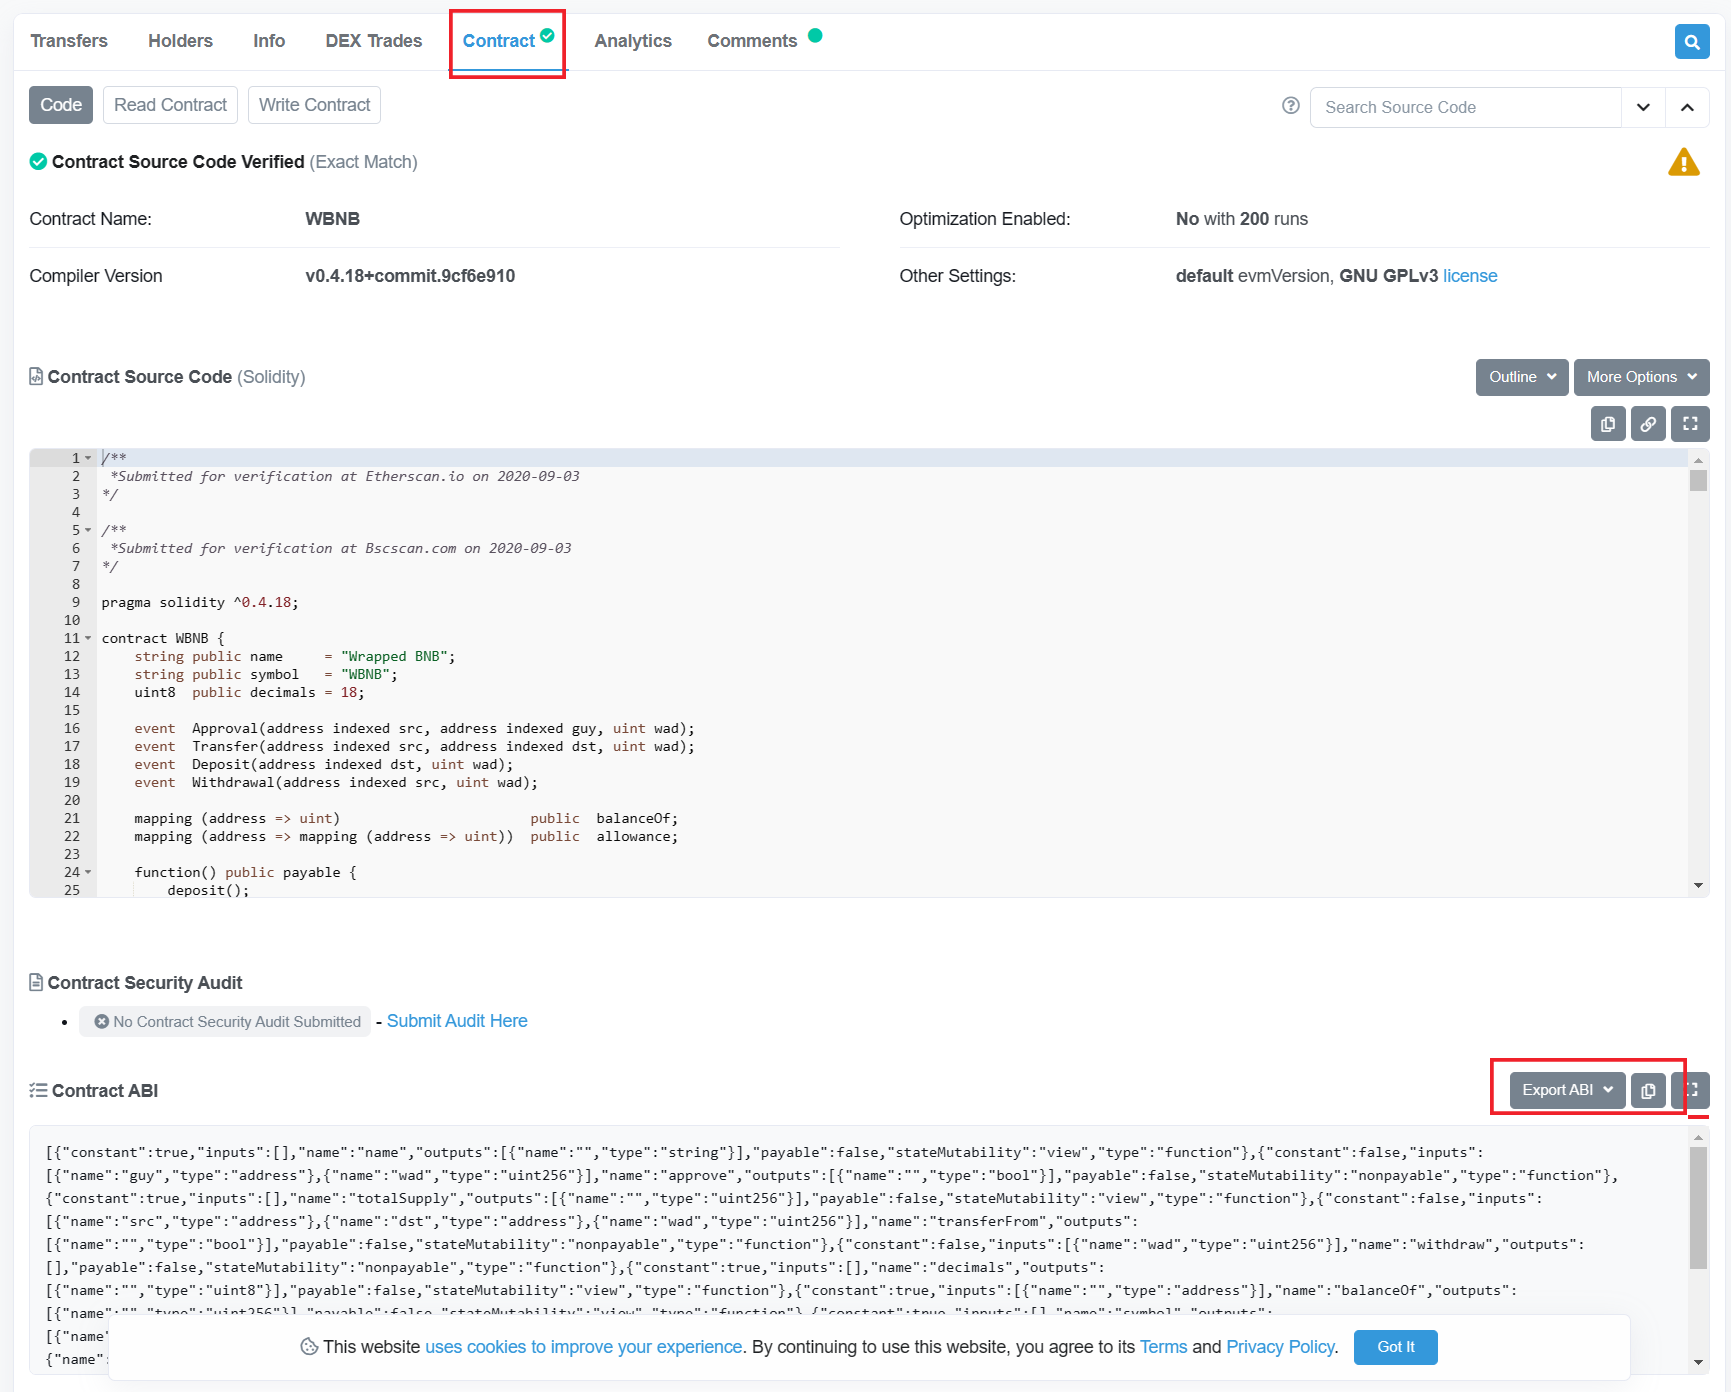 Transfers Holders Info DEX Trades Contract Analytics Comments
Code Read Contract Write Contract Search Source Code
Contract Source Code Verified (Exact Match)
Contract Name: WBNB Optimization Enabled: No with 200 runs
Compiler Version v0.4.18+commit.9cf6e910 Other Settings: default evmVersion, GNU GPLv3 license
Contract Source Code (Solidity) Outline More Options
1 /**
2  *Submitted for verification at Etherscan.io on 2020-09-03
3 */
4
5 /**
6  *Submitted for verification at Bscscan.com on 2020-09-03
7 */
8
9 pragma solidity ^0.4.18;
10
11 contract WBNB {
12     string public name     = "Wrapped BNB";
13     string public symbol   = "WBNB";
14     uint8  public decimals = 18;
15
16     event  Approval(address indexed src, address indexed guy, uint wad);
17     event  Transfer(address indexed src, address indexed dst, uint wad);
18     event  Deposit(address indexed dst, uint wad);
19     event  Withdrawal(address indexed src, uint wad);
20
21     mapping (address => uint)                       public  balanceOf;
22     mapping (address => mapping (address => uint))  public  allowance;
23
24     function() public payable {
25         deposit();
Contract Security Audit
No Contract Security Audit Submitted - Submit Audit Here
Contract ABI Export ABI
[{"constant":true,"inputs":[],"name":"name","outputs":[{"name":"","type":"string"}],"payable":false,"stateMutability":"view","type":"function"},{"constant":false,"inputs":
[{"name":"guy","type":"address"},{"name":"wad","type":"uint256"}],"name":"approve","outputs":[{"name":"","type":"bool"}],"payable":false,"stateMutability":"nonpayable","type":"function"},
{"constant":true,"inputs":[],"name":"totalSupply","outputs":[{"name":"","type":"uint256"}],"payable":false,"stateMutability":"view","type":"function"},{"constant":false,"inputs":
[{"name":"src","type":"address"},{"name":"dst","type":"address"},{"name":"wad","type":"uint256"}],"name":"transferFrom","outputs":
[{"name":"","type":"bool"}],"payable":false,"stateMutability":"nonpayable","type":"function"},{"constant":false,"inputs":[{"name":"wad","type":"uint256"}],"name":"withdraw","outputs":
[],"payable":false,"stateMutability":"nonpayable","type":"function"},{"constant":true,"inputs":[],"name":"decimals","outputs":
[{"name":"","type":"uint8"}],"payable":false,"stateMutability":"view","type":"function"},{"constant":true,"inputs":[{"name":"","type":"address"}],"name":"balanceOf","outputs":
[{"name":"","type":"uint256"}],"payable":false,"stateMutability":"view","type":"function"},{"constant":true,"inputs":[],"name":"symbol","outputs":
[{"name"
{"name":
This website uses cookies to improve your experience. By continuing to use this website, you agree to its Terms and Privacy Policy. Got It